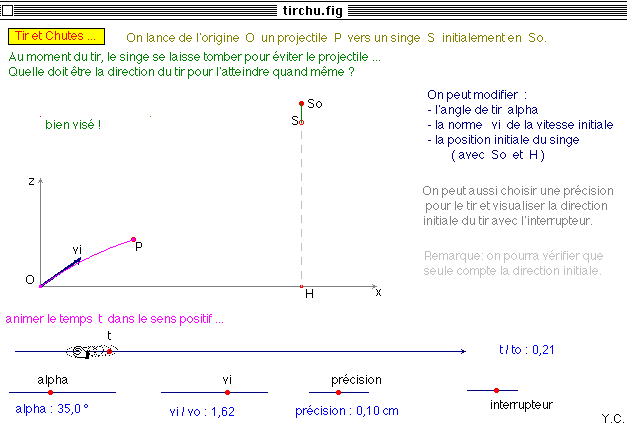 tirchu.fig
Tir et Chutes ...
On lance de l'origine O un projectile P vers un singe S initialement en So.
Au moment du tir, le singe se laisse tomber pour éviter le projectile ...
Quelle doit être la direction du tir pour l'atteindre quand même ?
On peut modifier :
- l'angle de tir alpha
- la norme vi de la vitesse initiale
- la position initiale du singe
( avec So et H )
So
S
bien visé !
z
On peut aussi choisir une précision
pour le tir et visualiser la direction
initiale du tir avec l'interrupteur.
vi
P
Remarque: on pourra vérifier que
seule compte la direction initiale.
O
H
x
animer le temps t dans le sens positif ...
t
t / to : 0,21
alpha
vi
précision
interrupteur
alpha : 35,0 °
vi / vo : 1,62
précision : 0,10 cm
Y.C.